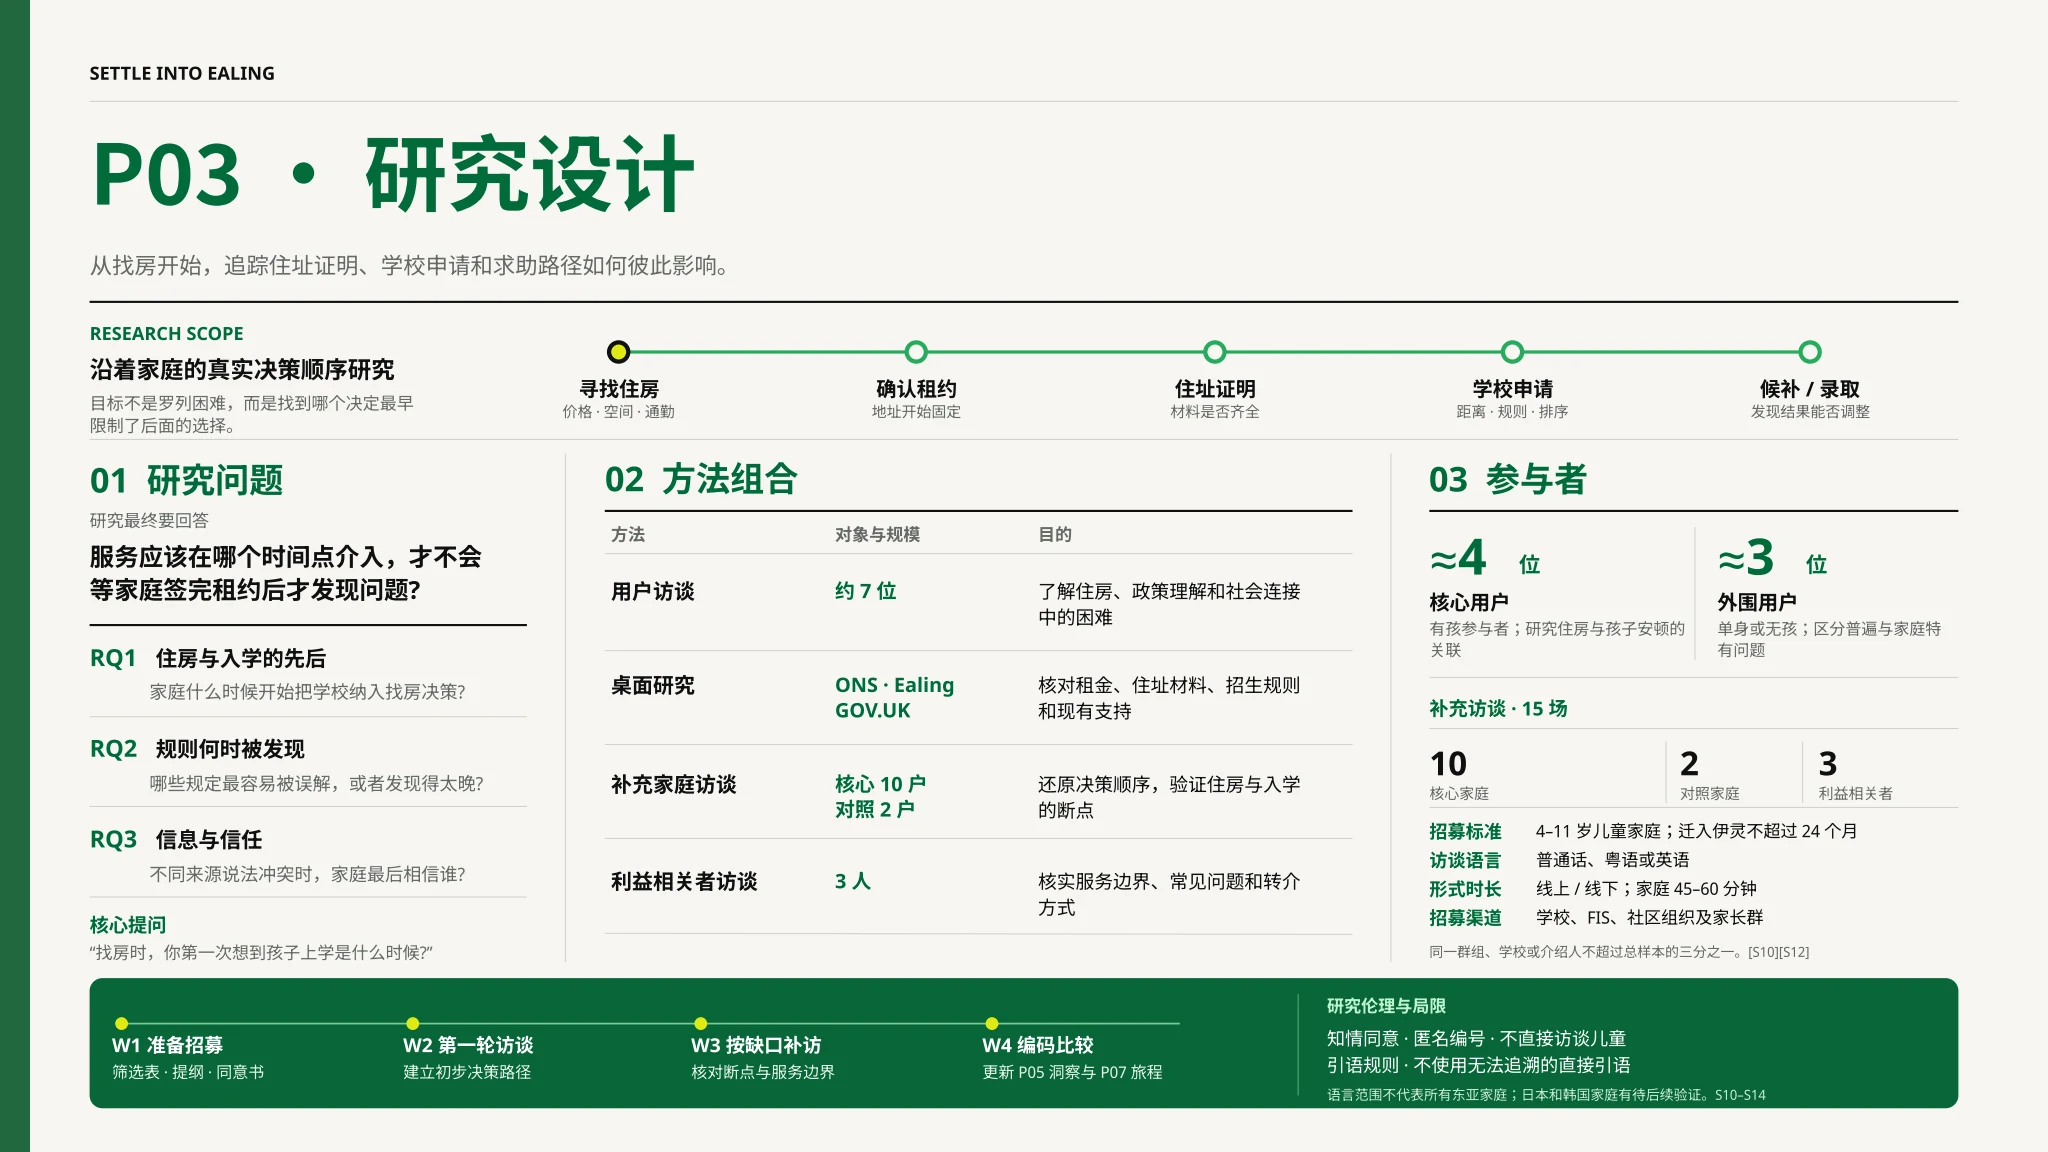 SETTLE INTO EALING
P03 · 研究设计
从找房开始，追踪住址证明、学校申请和求助路径如何彼此影响。
RESEARCH SCOPE
沿着家庭的真实决策顺序研究
目标不是罗列困难，而是找到哪个决定最早
限制了后面的选择。
寻找住房
价格 · 空间 · 通勤
确认租约
地址开始固定
住址证明
材料是否齐全
学校申请
距离 · 规则 · 排序
候补 / 录取
发现结果能否调整
01 研究问题
研究最终要回答
服务应该在哪个时间点介入，才不会
等家庭签完租约后才发现问题?
RQ1 住房与入学的先后
家庭什么时候开始把学校纳入找房决策?
RQ2 规则何时被发现
哪些规定最容易被误解，或者发现得太晚?
RQ3 信息与信任
不同来源说法冲突时，家庭最后相信谁?
核心提问
“找房时，你第一次想到孩子上学是什么时候?”
02 方法组合
方法 对象与规模 目的
用户访谈 约 7 位 了解住房、政策理解和社会连接
中的困难
桌面研究 ONS · Ealing 核对租金、住址材料、招生规则
GOV.UK 和现有支持
补充家庭访谈 核心 10 户 还原决策顺序，验证住房与入学
对照 2 户 的断点
利益相关者访谈 3 人 核实服务边界、常见问题和转介
方式
03 参与者
≈4 位
核心用户
有孩参与者；研究住房与孩子安顿的
关联
≈3 位
外围用户
单身或无孩；区分普遍与家庭特
有问题
补充访谈 · 15 场
10
核心家庭
2
对照家庭
3
利益相关者
招募标准 4–11 岁儿童家庭；迁入伊灵不超过 24 个月
访谈语言 普通话、粤语或英语
形式时长 线上 / 线下；家庭 45–60 分钟
招募渠道 学校、FIS、社区组织及家长群
同一群组、学校或介绍人不超过总样本的三分之一。[S10][S12]
W1 准备招募
筛选表 · 提纲 · 同意书
W2 第一轮访谈
建立初步决策路径
W3 按缺口补访
核对断点与服务边界
W4 编码比较
更新 P05 洞察与 P07 旅程
研究伦理与局限
知情同意 · 匿名编号 · 不直接访谈儿童
引语规则 · 不使用无法追溯的直接引语
语言范围不代表所有东亚家庭；日本和韩国家庭有待后续验证。S10–S14